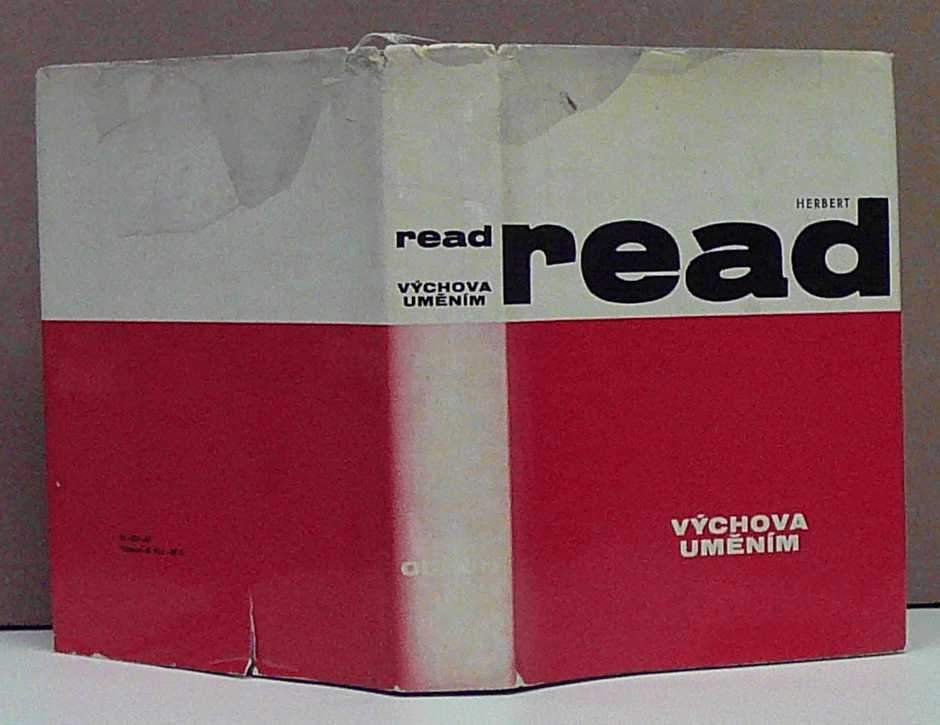 read
VÝCHOVA
UMĚNÍM
HERBERT
read
VÝCHOVA
UMĚNÍM